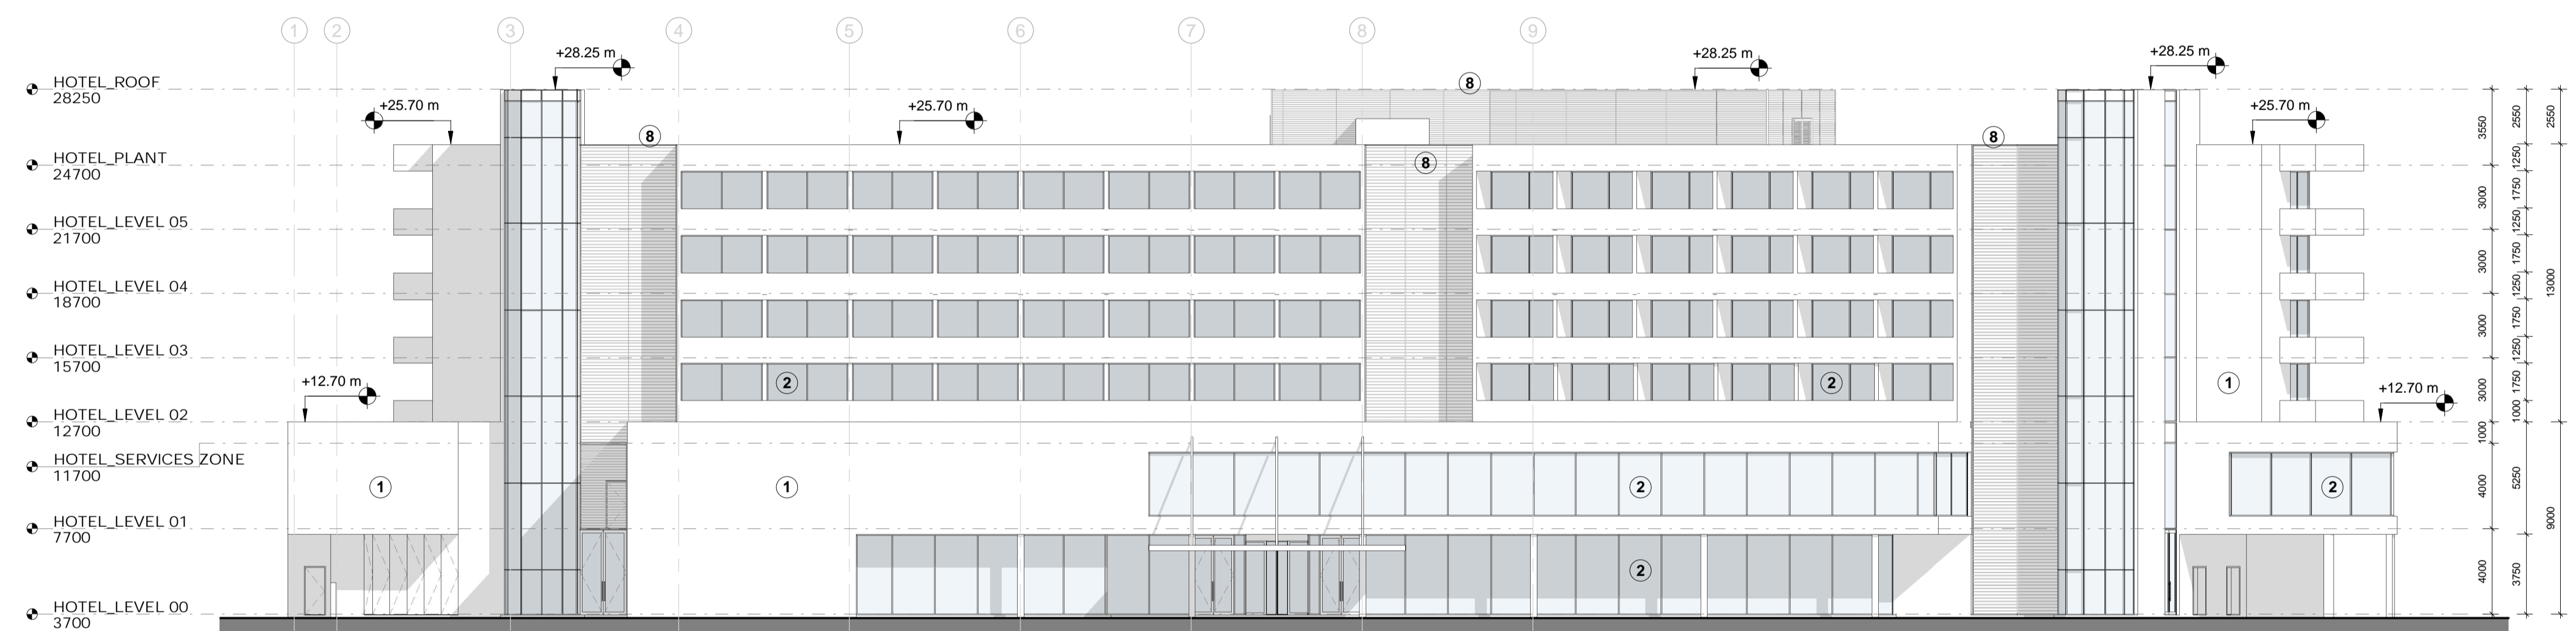 1 2 3 4 5 6 7 8 9
+28.25 m
+28.25 m
+28.25 m
HOTEL_ROOF
28250
+25.70 m
+25.70 m
+25.70 m
8
8
8
8
HOTEL_PLANT
24700
HOTEL_LEVEL 05
21700
HOTEL_LEVEL 04
18700
HOTEL_LEVEL 03
15700
+12.70 m
2
2
1
+12.70 m
HOTEL_LEVEL 02
12700
HOTEL_SERVICES ZONE
11700
1
1
2
2
HOTEL_LEVEL 01
7700
2
HOTEL_LEVEL 00
3700
3550
3000
3000
3000
3000
1000
4000
4000
2550
1250
1750
1250
1750
1250
1750
1250
1750
1000
5250
3750
2550
13000
9000